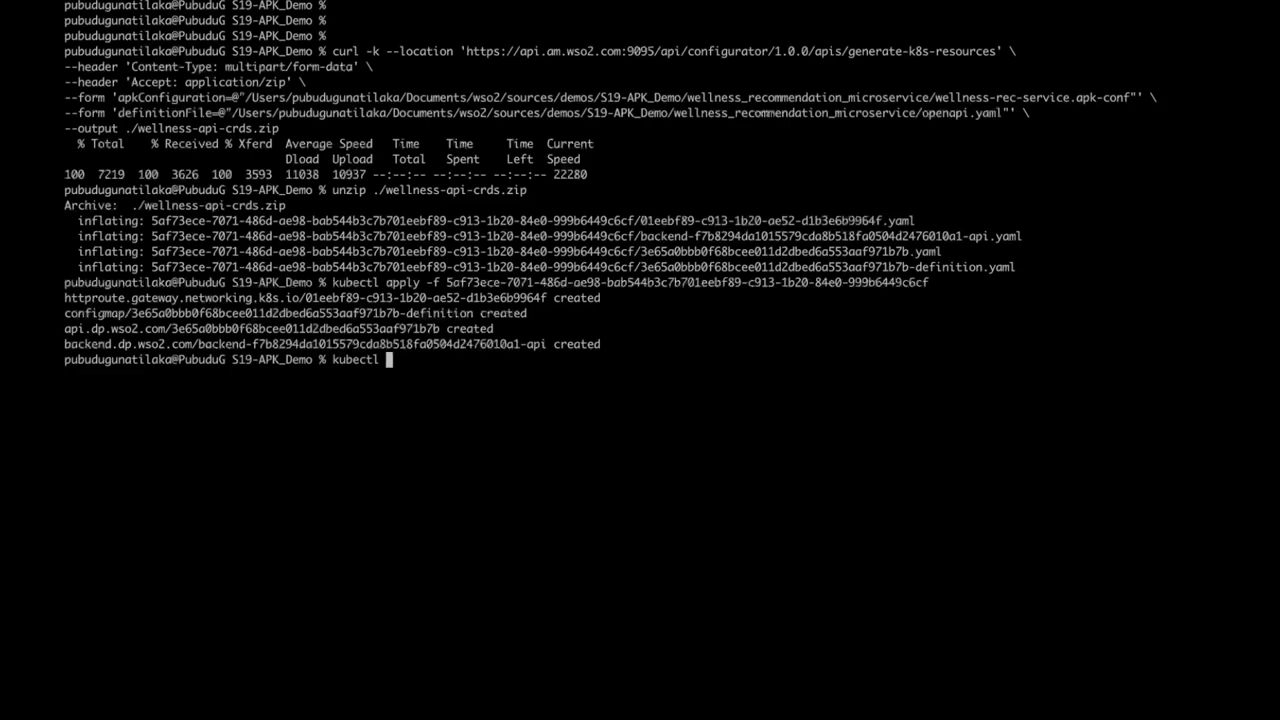 pubudugunatilaka@PubuduG S19-APK_Demo %
pubudugunatilaka@PubuduG S19-APK_Demo %
pubudugunatilaka@PubuduG S19-APK_Demo %
pubudugunatilaka@PubuduG S19-APK_Demo % curl -k --location 'https://api.am.wso2.com:9095/api/configurator/1.0.0/apis/generate-k8s-resources' \
--header 'Content-Type: multipart/form-data' \
--header 'Accept: application/zip' \
--form 'apkConfiguration=@"/Users/pubudugunatilaka/Documents/wso2/sources/demos/S19-APK_Demo/wellness_recommendation_microservice/wellness-rec-service.apk-conf"' \
--form 'definitionFile=@"/Users/pubudugunatilaka/Documents/wso2/sources/demos/S19-APK_Demo/wellness_recommendation_microservice/openapi.yaml"' \
--output ./wellness-api-crds.zip
% Total % Received % Xferd Average Speed Time Time Time Current
Dload Upload Total Spent Left Speed
100 7219 100 3626 100 3593 11038 10937 --:--:-- --:--:-- --:--:-- 22280
pubudugunatilaka@PubuduG S19-APK_Demo % unzip ./wellness-api-crds.zip
Archive: ./wellness-api-crds.zip
inflating: 5af73ece-7071-486d-ae98-bab544b3c7b701eebf89-c913-1b20-84e0-999b6449c6cf/01eebf89-c913-1b20-ae52-d1b3e6b9964f.yaml
inflating: 5af73ece-7071-486d-ae98-bab544b3c7b701eebf89-c913-1b20-84e0-999b6449c6cf/backend-f7b8294da1015579cda8b518fa0504d2476010a1-api.yaml
inflating: 5af73ece-7071-486d-ae98-bab544b3c7b701eebf89-c913-1b20-84e0-999b6449c6cf/3e65a0bbb0f68bcee011d2dbed6a553aaf971b7b.yaml
inflating: 5af73ece-7071-486d-ae98-bab544b3c7b701eebf89-c913-1b20-84e0-999b6449c6cf/3e65a0bbb0f68bcee011d2dbed6a553aaf971b7b-definition.yaml
pubudugunatilaka@PubuduG S19-APK_Demo % kubectl apply -f 5af73ece-7071-486d-ae98-bab544b3c7b701eebf89-c913-1b20-84e0-999b6449c6cf
httproute.gateway.networking.k8s.io/01eebf89-c913-1b20-ae52-d1b3e6b9964f created
configmap/3e65a0bbb0f68bcee011d2dbed6a553aaf971b7b-definition created
api.dp.wso2.com/3e65a0bbb0f68bcee011d2dbed6a553aaf971b7b created
backend.dp.wso2.com/backend-f7b8294da1015579cda8b518fa0504d2476010a1-api created
pubudugunatilaka@PubuduG S19-APK_Demo % kubectl